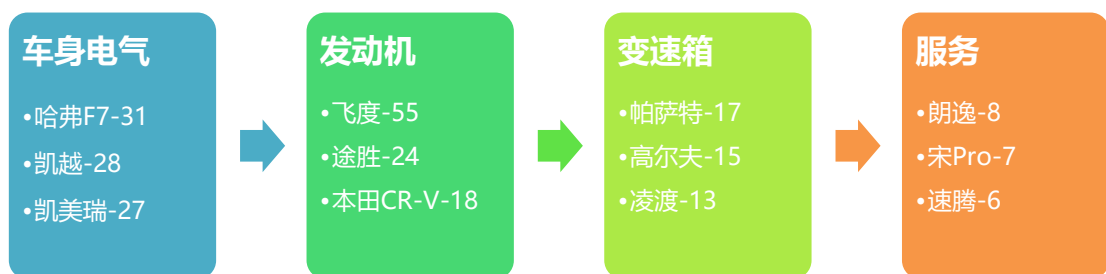 车身电气
•哈弗F7-31
•凯越-28
•凯美瑞-27
发动机
•飞度-55
•途胜-24
•本田CR-V-18
变速箱
•帕萨特-17
•高尔夫-15
•凌渡-13
服务
•朗逸-8
•宋Pro-7
•速腾-6